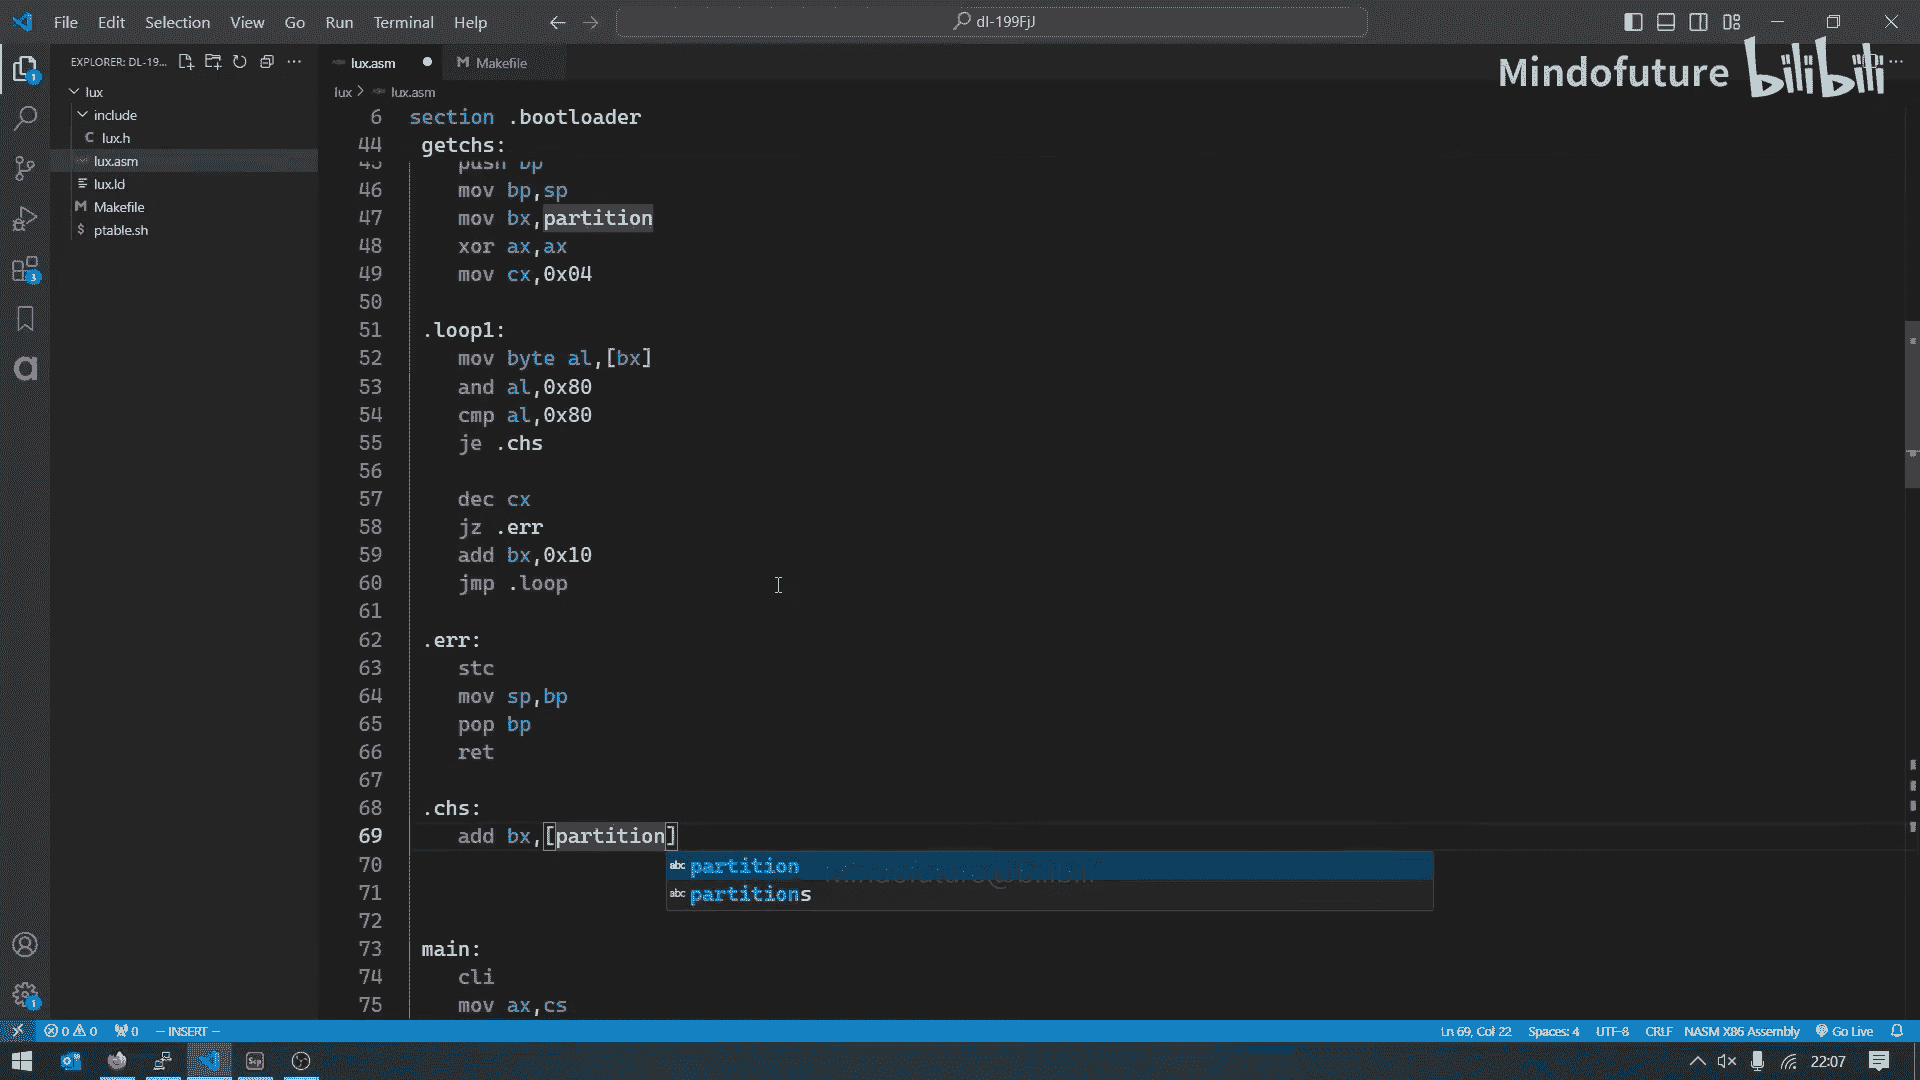 File Edit Selection View Go Run Terminal Help
dl-199FjJ
Mindofuture bilibili
EXPLORER: DL-19...
lux.asm
Makefile
lux
lux > lux.asm
include
lux.h
lux.asm
lux.ld
Makefile
ptable.sh
6 section .bootloader
44 getchs:
45 push bp
46 mov bp,sp
47 mov bx,partition
48 xor ax,ax
49 mov cx,0x04
50
51 .loop1:
52 mov byte al,[bx]
53 and al,0x80
54 cmp al,0x80
55 je .chs
56
57 dec cx
58 jz .err
59 add bx,0x10
60 jmp .loop
61
62 .err:
63 stc
64 mov sp,bp
65 pop bp
66 ret
67
68 .chs:
69 add bx,[partition]
70
abc partition
71
abc partitions
72
73 main:
74 cli
75 mov ax,cs
0 0 0 -- INSERT --
Ln 69, Col 22 Spaces: 4 UTF-8 CRLF NASM X86 Assembly Go Live
22:07